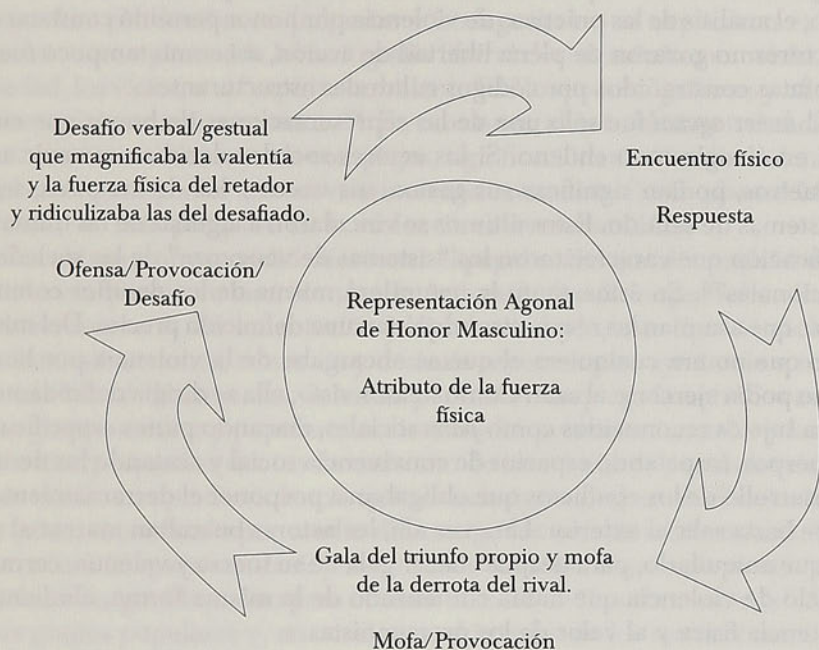 Desafío verbal/gestual
que magnificaba la valentía
y la fuerza física del retador
y ridiculizaba las del desafiado.
Ofensa/Provocación/
Desafío
Encuentro físico
Respuesta
Representación Agonal
de Honor Masculino:
Atributo de la fuerza
física
Gala del triunfo propio y mofa
de la derrota del rival.
Mofa/Provocación